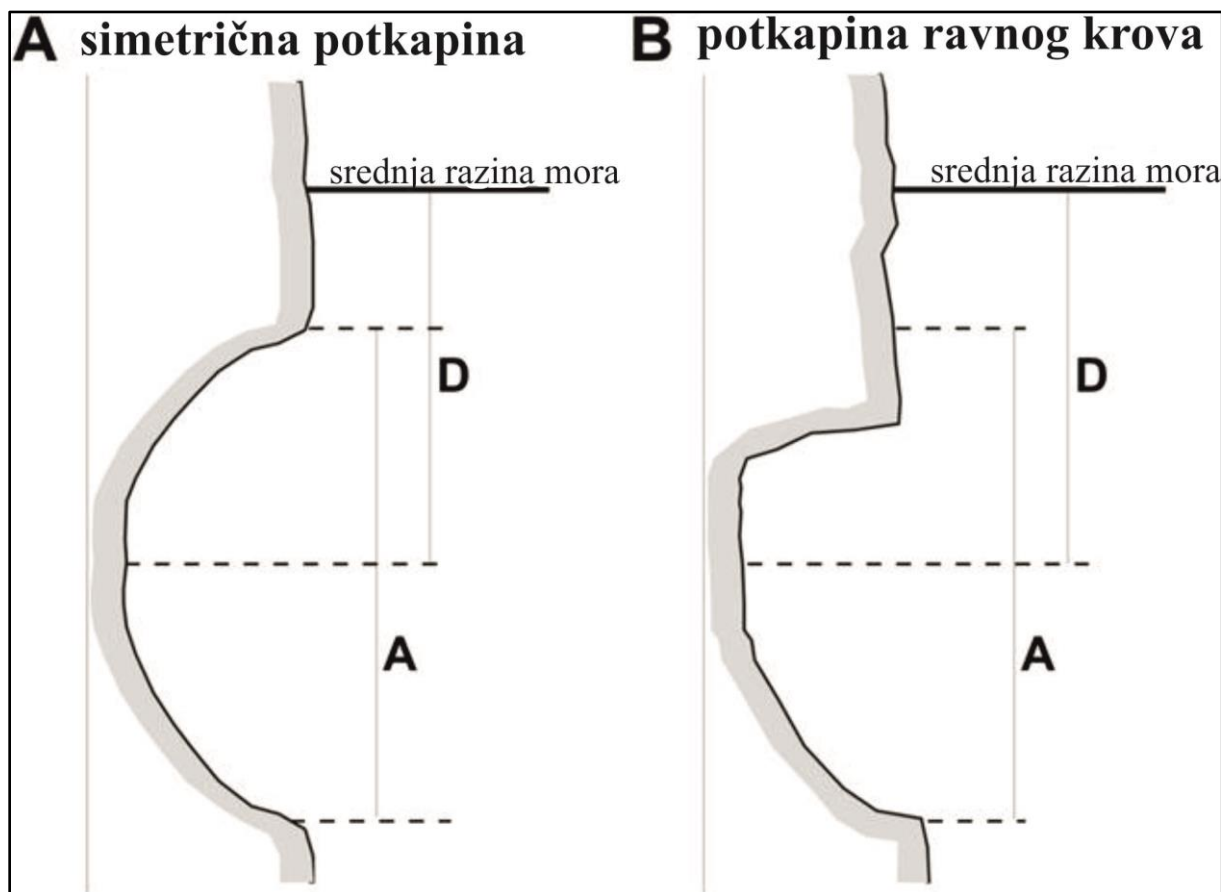 A simetrična potkapina
srednja razina mora
D
A
B potkapina ravnog krova
srednja razina mora
D
A